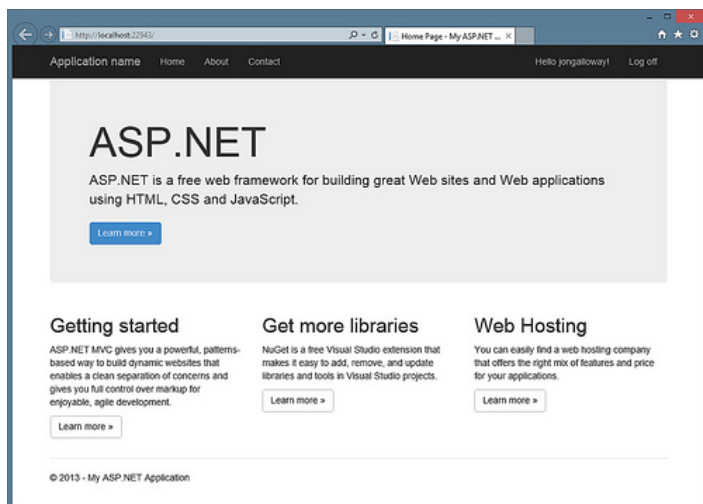 http://localhost:22943/
Home Page - My ASP.NET ...
Application name Home About Contact Hello jongalloway! Log off
ASP.NET
ASP.NET is a free web framework for building great Web sites and Web applications
using HTML, CSS and JavaScript.
Learn more »
Getting started
ASP.NET MVC gives you a powerful, patterns-
based way to build dynamic websites that
enables a clean separation of concerns and
gives you full control over markup for
enjoyable, agile development.
Learn more »
Get more libraries
NuGet is a free Visual Studio extension that
makes it easy to add, remove, and update
libraries and tools in Visual Studio projects.
Learn more »
Web Hosting
You can easily find a web hosting company
that offers the right mix of features and price
for your applications.
Learn more »
© 2013 - My ASP.NET Application